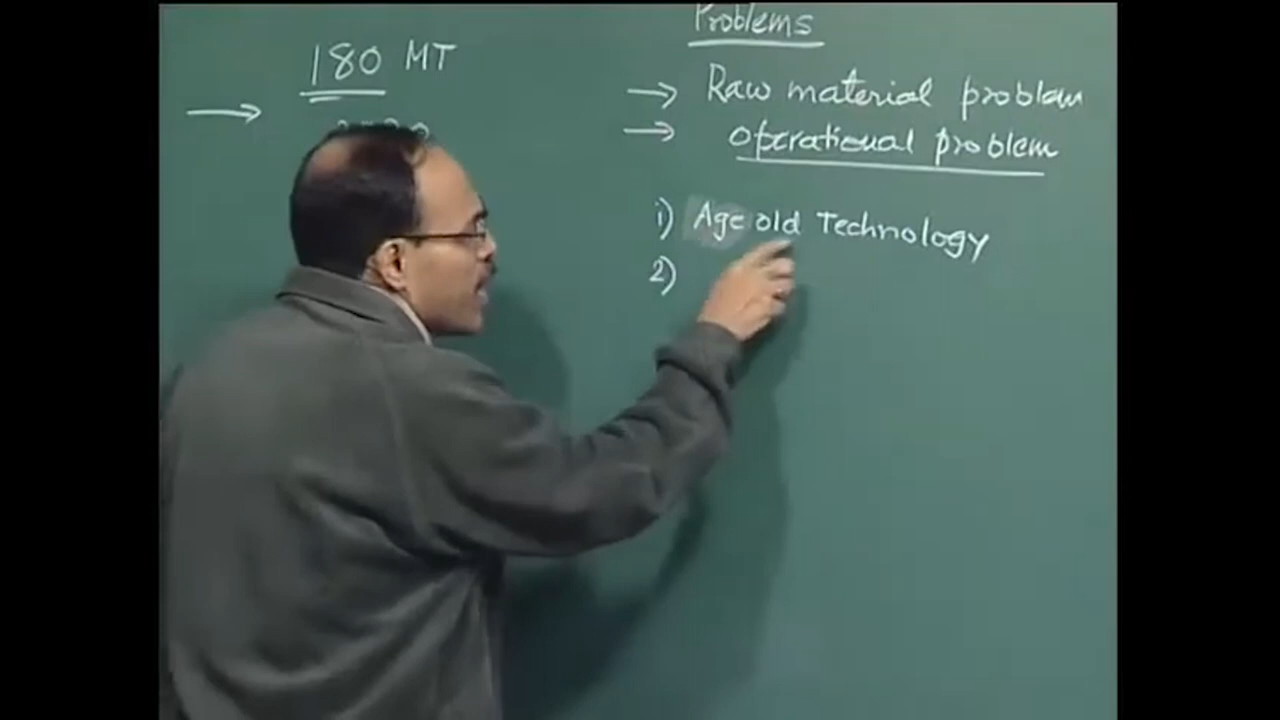 180 MT
Problems
→ Raw material problem
→ operational problem
1) Age old Technology
2)